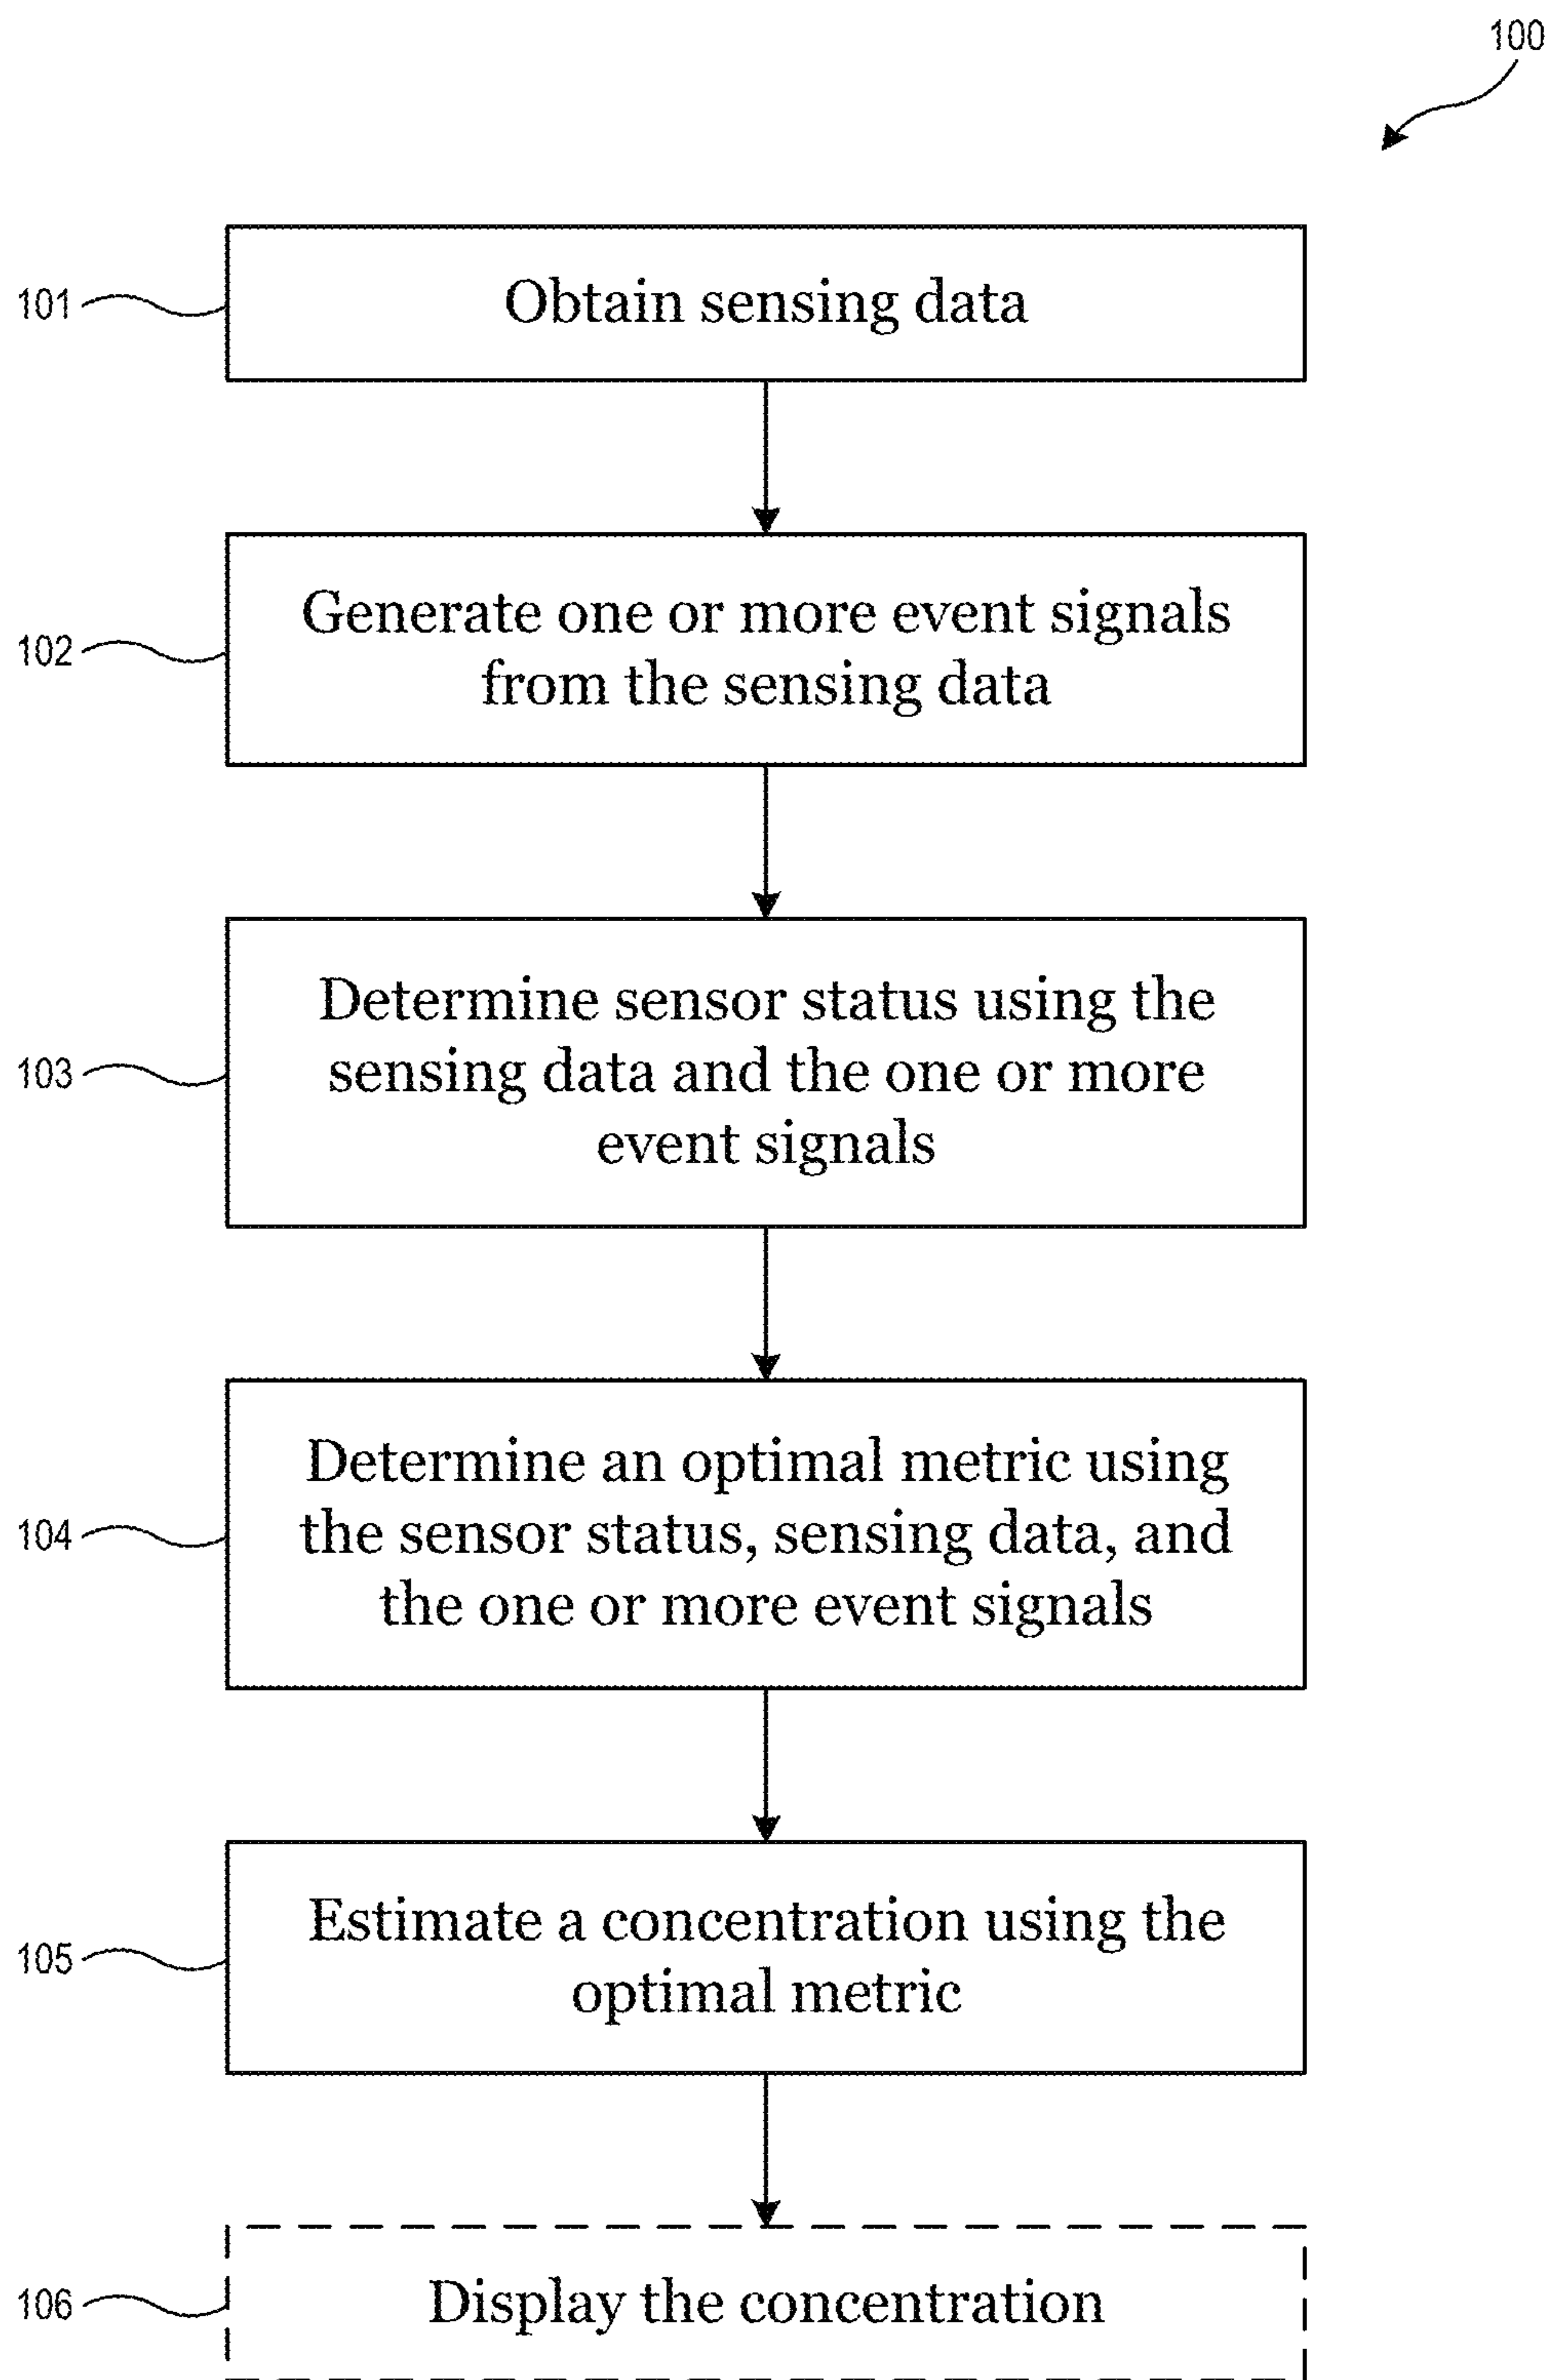 100
101
Obtain sensing data
102
Generate one or more event signals
from the sensing data
103
Determine sensor status using the
sensing data and the one or more
event signals
104
Determine an optimal metric using
the sensor status, sensing data, and
the one or more event signals
105
Estimate a concentration using the
optimal metric
106
Display the concentration